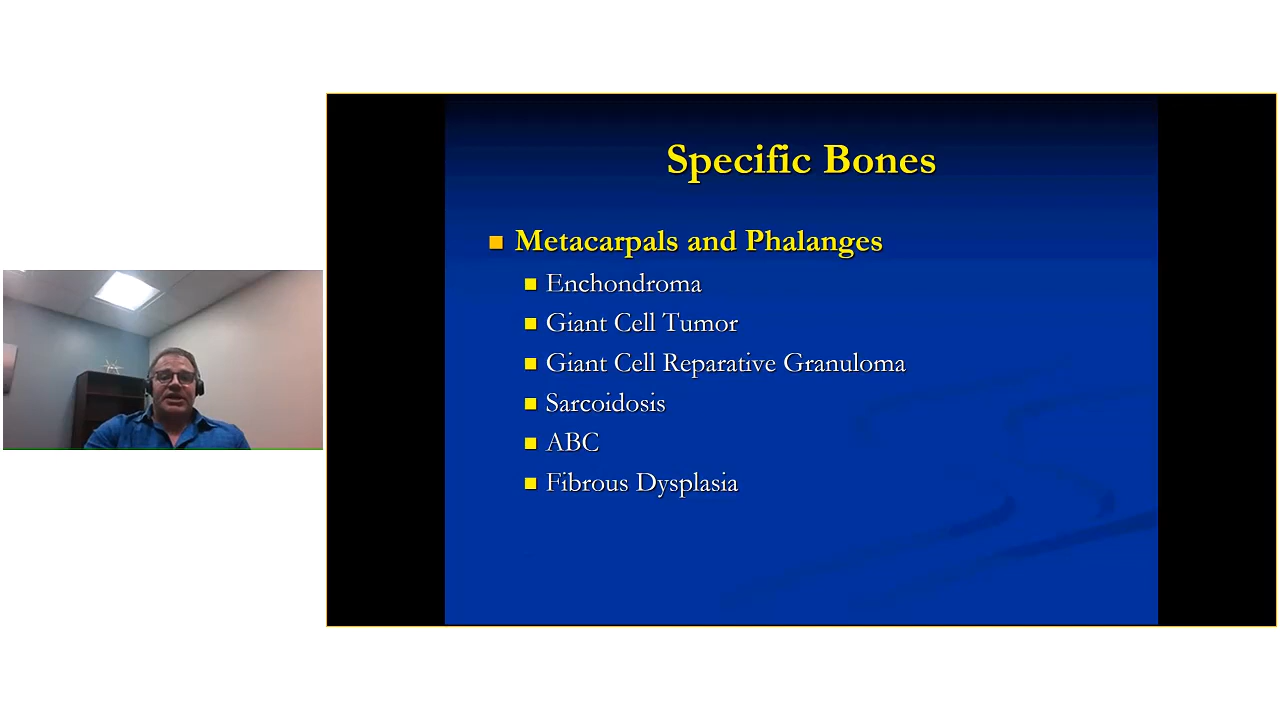 Specific Bones
Metacarpals and Phalanges
Enchondroma
Giant Cell Tumor
Giant Cell Reparative Granuloma
Sarcoidosis
ABC
Fibrous Dysplasia